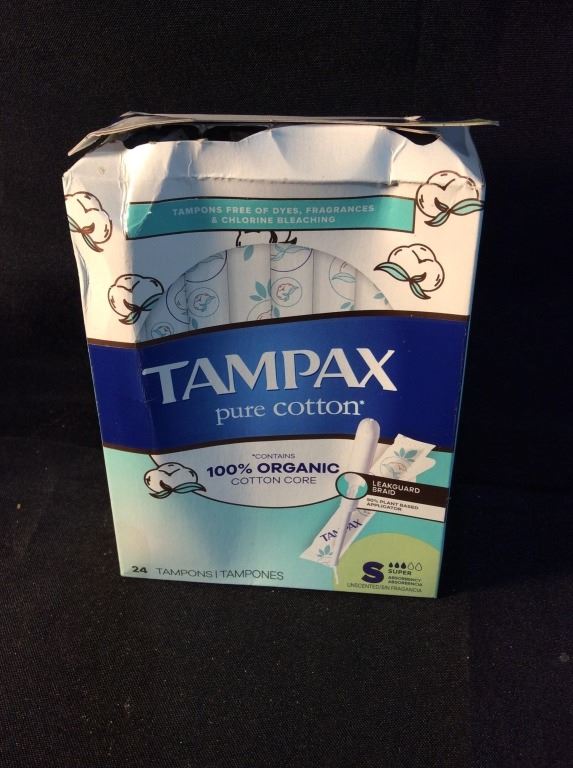 TAMPONS FREE OF DYES, FRAGRANCES
& CHLORINE BLEACHING
TAMPAX
pure cotton*
*CONTAINS
100% ORGANIC
COTTON CORE
LEAKGUARD
BRAID
90% PLANT BASED
APPLICATOR
TAMPAX
24 TAMPONS | TAMPONES
S SUPER
ABSORBENCY
ABSORBENCIA
UNSCENTED/SIN FRAGANCIA